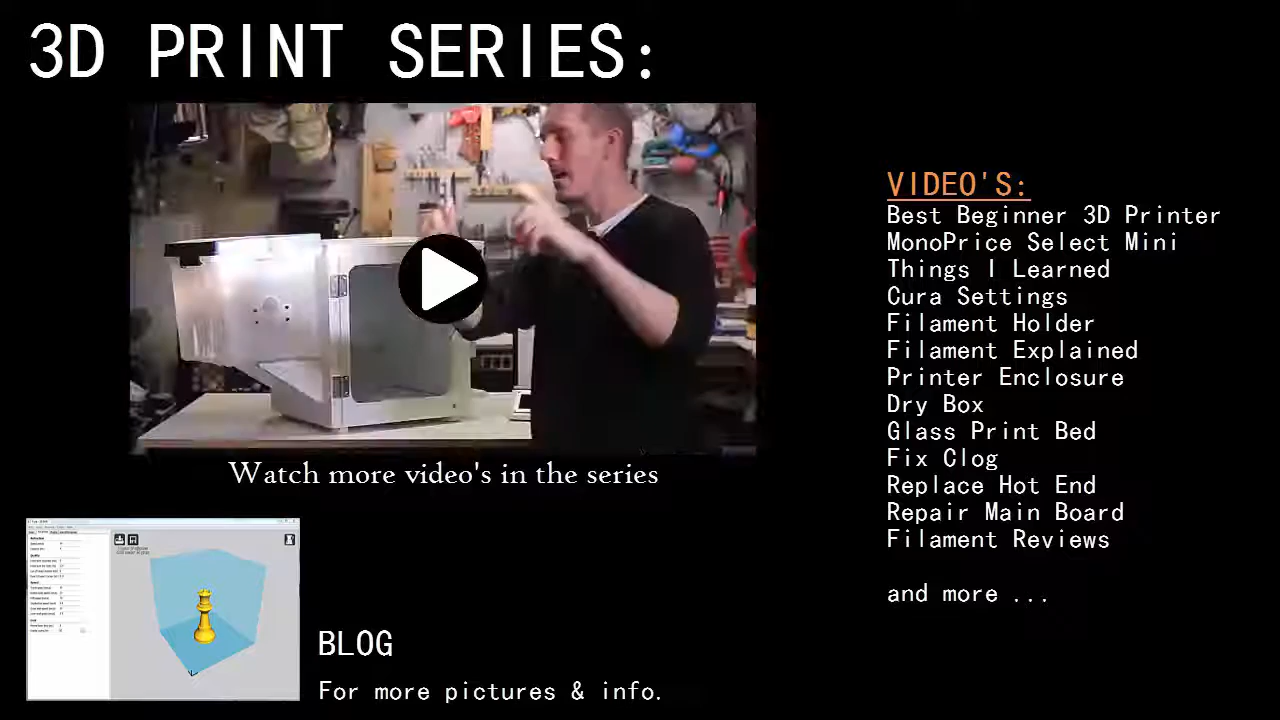 3D PRINT SERIES:
Watch more video's in the series
VIDEO'S:
Best Beginner 3D Printer
MonoPrice Select Mini
Things I Learned
Cura Settings
Filament Holder
Filament Explained
Printer Enclosure
Dry Box
Glass Print Bed
Fix Clog
Replace Hot End
Repair Main Board
Filament Reviews
and more ...
BLOG
For more pictures & info.